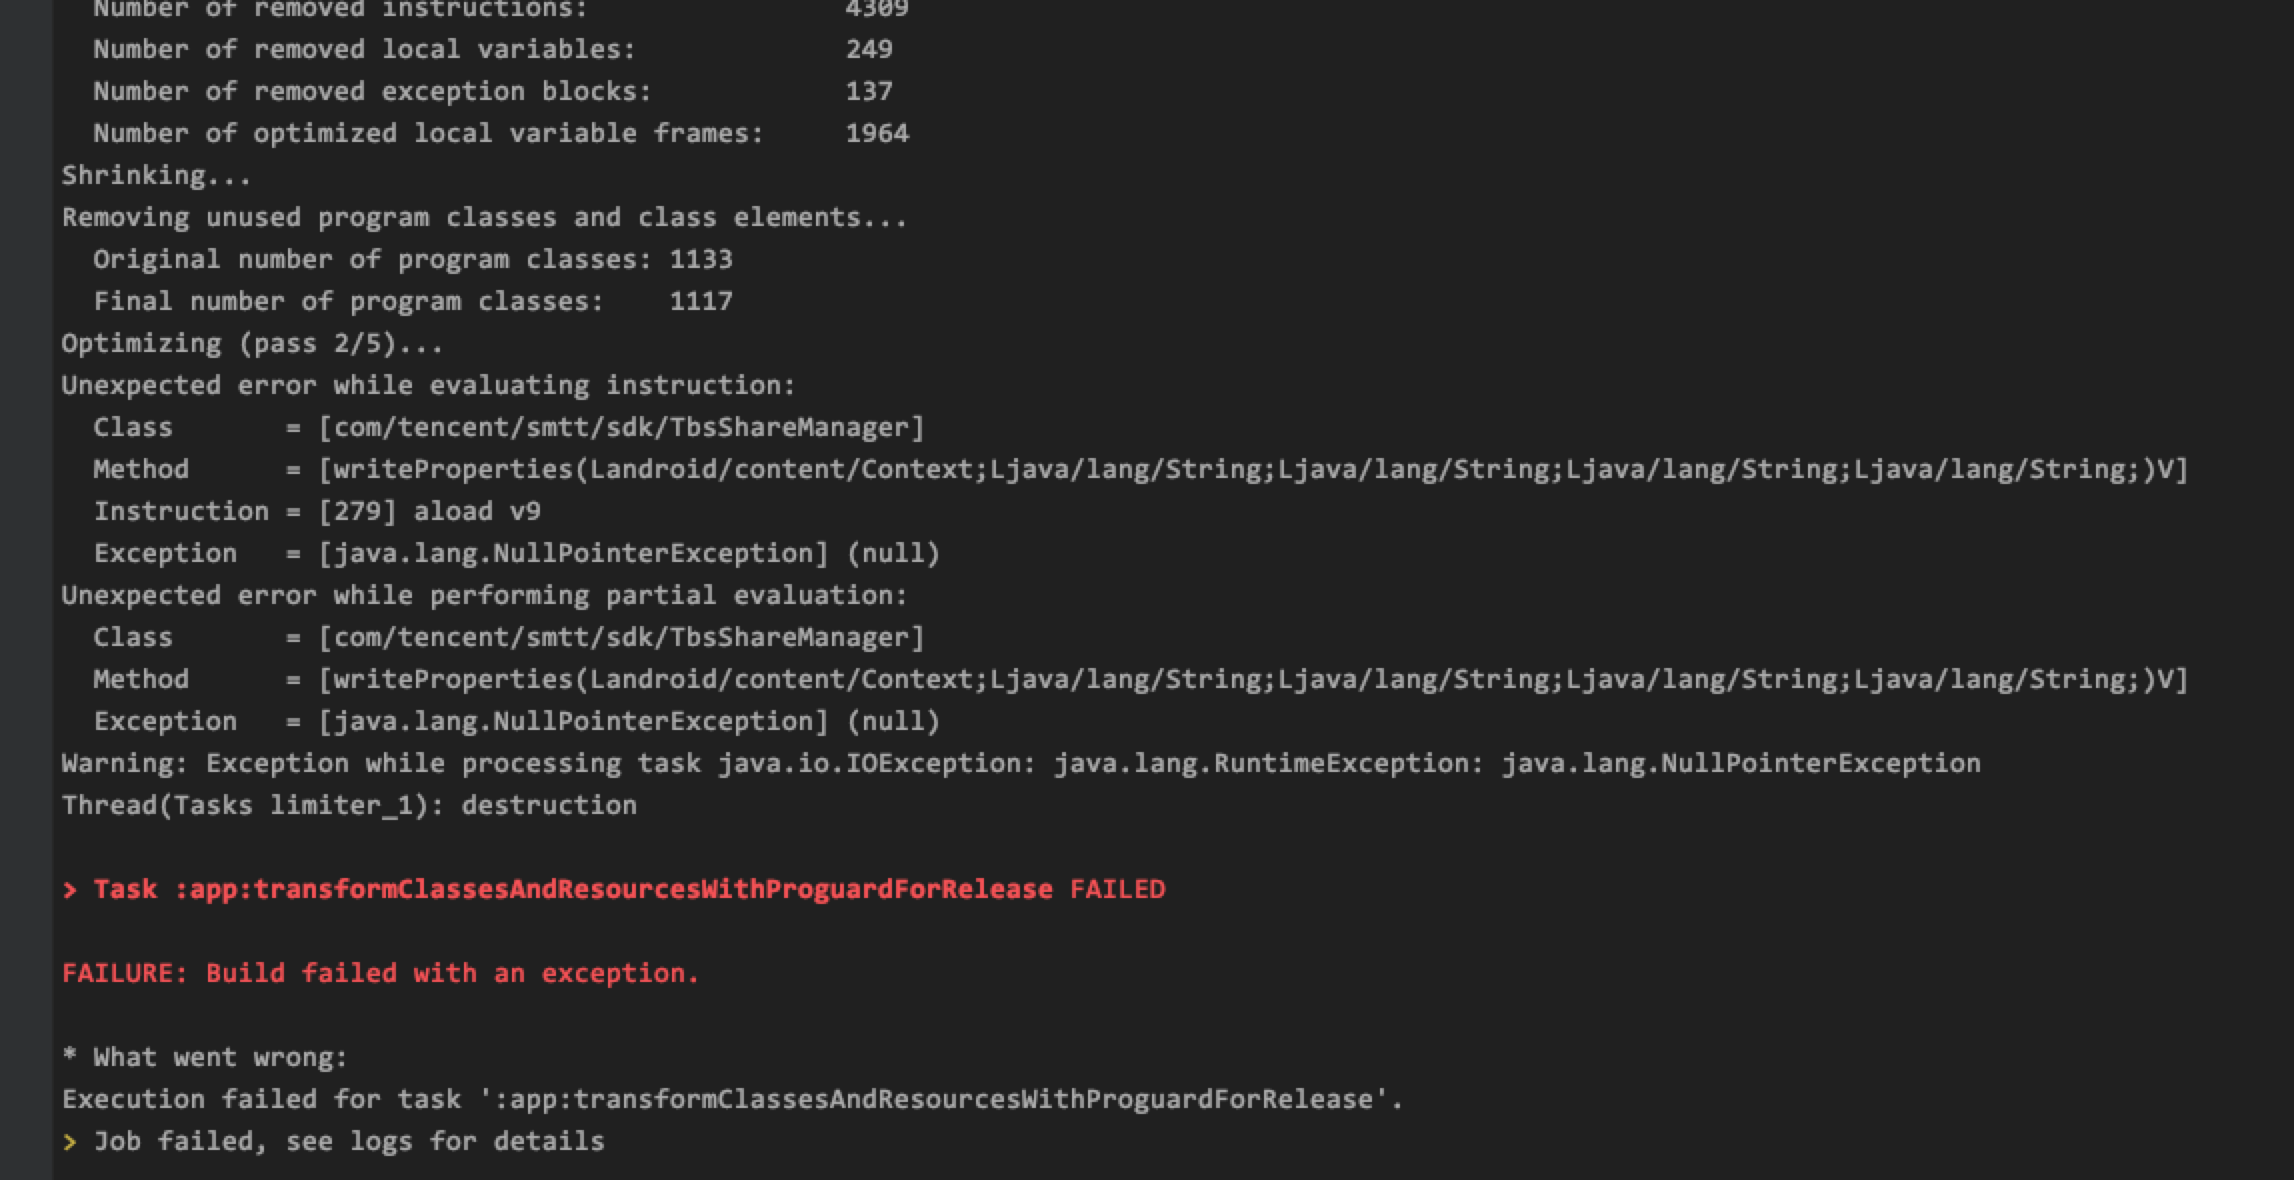 Number of removed instructions: 4309
Number of removed local variables: 249
Number of removed exception blocks: 137
Number of optimized local variable frames: 1964
Shrinking...
Removing unused program classes and class elements...
Original number of program classes: 1133
Final number of program classes: 1117
Optimizing (pass 2/5)...
Unexpected error while evaluating instruction:
Class = [com/tencent/smtt/sdk/TbsShareManager]
Method = [writeProperties(Landroid/content/Context;Ljava/lang/String;Ljava/lang/String;Ljava/lang/String;Ljava/lang/String;)V]
Instruction = [279] aload v9
Exception = [java.lang.NullPointerException] (null)
Unexpected error while performing partial evaluation:
Class = [com/tencent/smtt/sdk/TbsShareManager]
Method = [writeProperties(Landroid/content/Context;Ljava/lang/String;Ljava/lang/String;Ljava/lang/String;Ljava/lang/String;)V]
Exception = [java.lang.NullPointerException] (null)
Warning: Exception while processing task java.io.IOException: java.lang.RuntimeException: java.lang.NullPointerException
Thread(Tasks limiter_1): destruction
> Task :app:transformClassesAndResourcesWithProguardForRelease FAILED
FAILURE: Build failed with an exception.
* What went wrong:
Execution failed for task ':app:transformClassesAndResourcesWithProguardForRelease'.
> Job failed, see logs for details